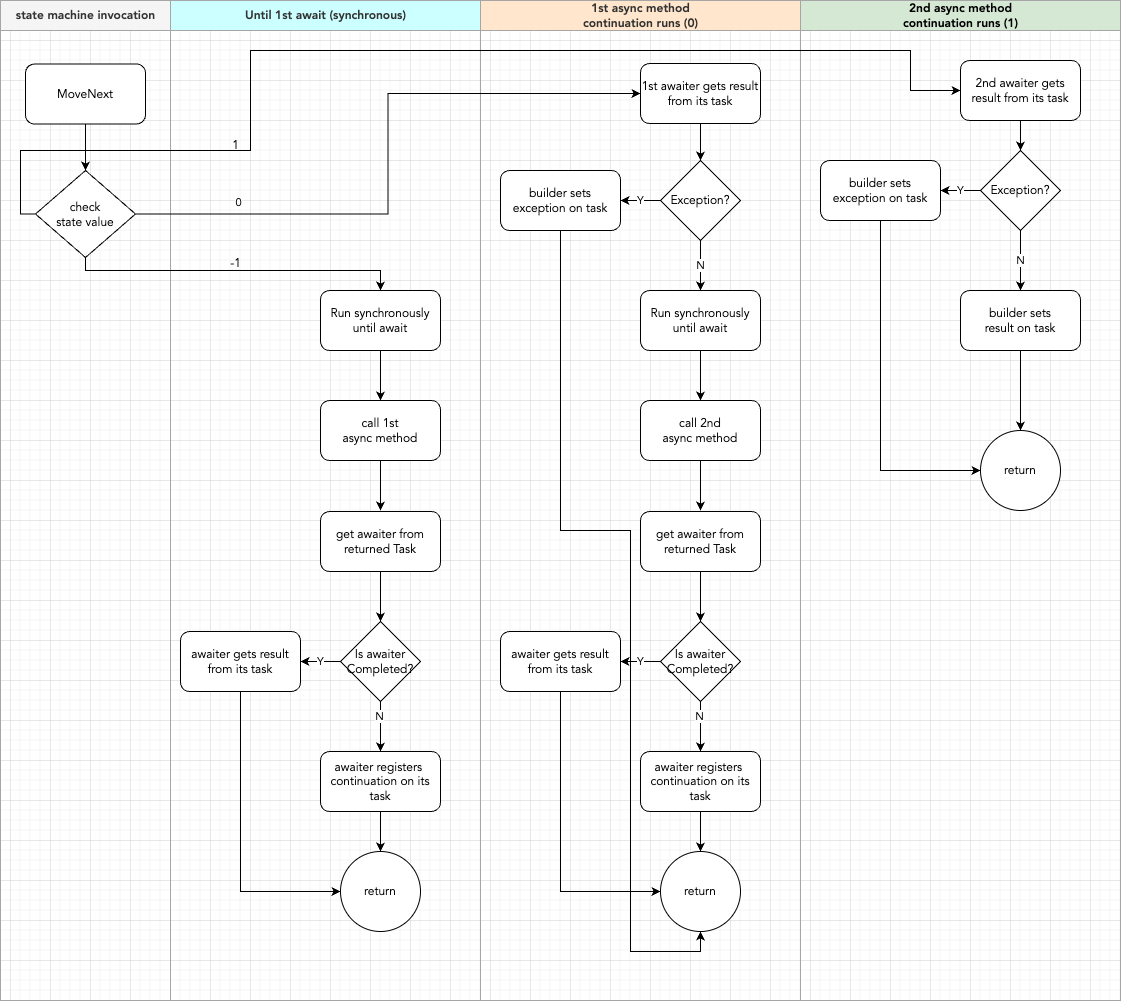 state machine invocation
Until 1st await (synchronous)
1st async method
continuation runs (0)
2nd async method
continuation runs (1)
MoveNext
1
check
state value
0
-1
Run synchronously
until await
call 1st
async method
get awaiter from
returned Task
Is awaiter
Completed?
Y
awaiter gets result
from its task
N
awaiter registers
continuation on its
task
return
1st awaiter gets result
from its task
Exception?
Y
builder sets
exception on task
N
Run synchronously
until await
call 2nd
async method
get awaiter from
returned Task
Is awaiter
Completed?
Y
awaiter gets result
from its task
N
awaiter registers
continuation on its
task
return
2nd awaiter gets
result from its task
Exception?
Y
builder sets
exception on task
N
builder sets
result on task
return